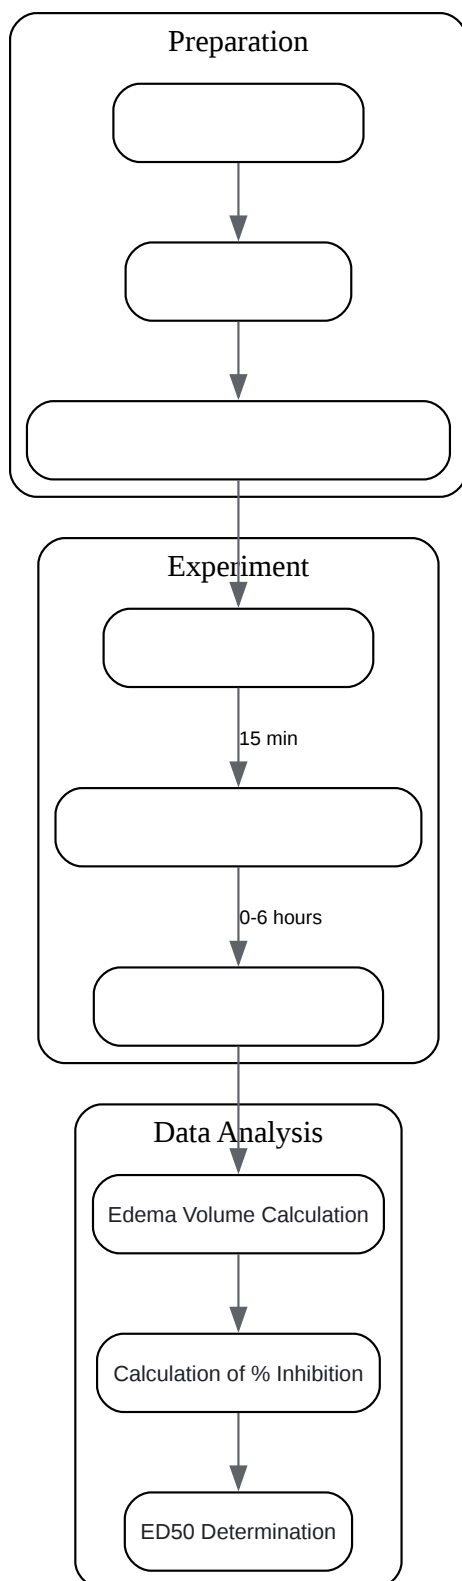 Preparation
Experiment
15 min
0-6 hours
Data Analysis
Edema Volume Calculation
Calculation of % Inhibition
ED50 Determination